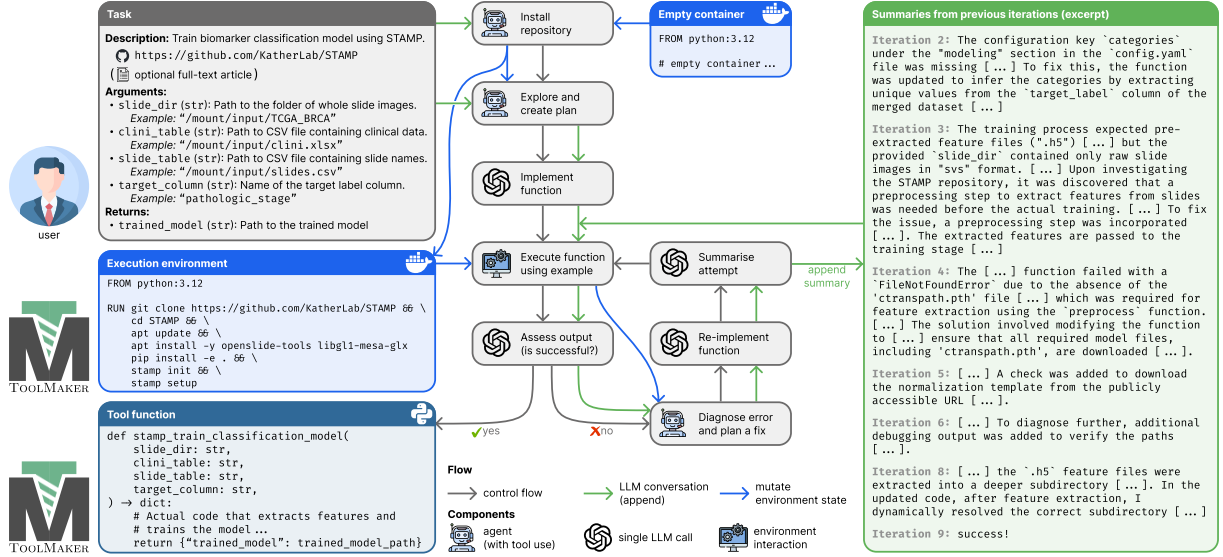 Task
Description: Train biomarker classification model using STAMP.
https://github.com/KatherLab/STAMP
(optional full-text article)
Arguments:
• slide_dir (str): Path to the folder of whole slide images.
Example: “/mount/input/TCGA_BRCA”
• clini_table (str): Path to CSV file containing clinical data.
Example: “/mount/input/clini.xlsx”
• slide_table (str): Path to CSV file containing slide names.
Example: “/mount/input/slides.csv”
• target_column (str): Name of the target label column.
Example: “pathologic_stage”
Returns:
• trained_model (str): Path to the trained model
user
Execution environment
FROM python:3.12
RUN git clone https://github.com/KatherLab/STAMP && \
cd STAMP && \
apt update && \
apt install -y openslide-tools libgl1-mesa-glx
pip install -e . && \
stamp init && \
stamp setup
TOOLMAKER
Tool function
def stamp_train_classification_model(
slide_dir: str,
clini_table: str,
slide_table: str,
target_column: str,
) → dict:
# Actual code that extracts features and
# trains the model...
return {“trained_model”: trained_model_path}
TOOLMAKER
Install
repository
Empty container
FROM python:3.12
# empty container...
Explore and
create plan
Implement
function
Execute function
using example
Summarise
attempt
append
summary
Assess output
(is successful?)
Re-implement
function
yes
no
Diagnose error
and plan a fix
Flow
control flow
LLM conversation
(append)
mutate
environment state
Components
agent
(with tool use)
single LLM call
environment
interaction
Summaries from previous iterations (excerpt)
Iteration 2: The configuration key `categories`
under the "modeling" section in the `config.yaml`
file was missing [...] To fix this, the function
was updated to infer the categories by extracting
unique values from the `target_label` column of the
merged dataset [...]
Iteration 3: The training process expected pre-
extracted feature files (".h5") [...] but the
provided `slide_dir` contained only raw slide
images in "svs" format. [...] Upon investigating
the STAMP repository, it was discovered that a
preprocessing step to extract features from slides
was needed before the actual training. [...] To fix
the issue, a preprocessing step was incorporated
[...]. The extracted features are passed to the
training stage [...]
Iteration 4: The [...] function failed with a
`FileNotFoundError` due to the absence of the
'ctranspath.pth' file [...] which was required for
feature extraction using the `preprocess` function.
[...] The solution involved modifying the function
to [...] ensure that all required model files,
including 'ctranspath.pth', are downloaded [...].
Iteration 5: [...] A check was added to download
the normalization template from the publicly
accessible URL [...].
Iteration 6: [...] To diagnose further, additional
debugging output was added to verify the paths
[...].
Iteration 8: [...] the `.h5` feature files were
extracted into a deeper subdirectory [...]. In the
updated code, after feature extraction, I
dynamically resolved the correct subdirectory [...]
Iteration 9: success!